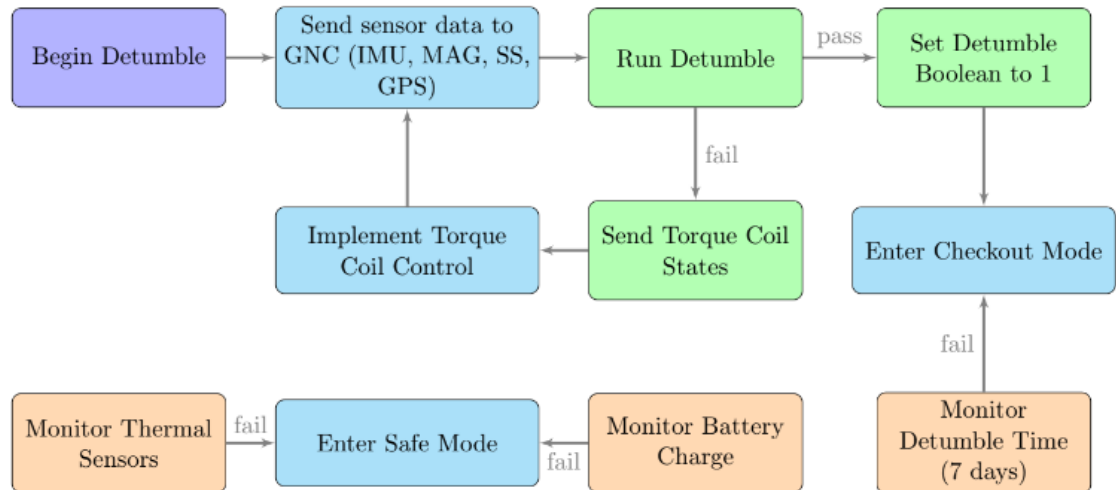 Begin Detumble
Send sensor data to
GNC (IMU, MAG, SS,
GPS)
Run Detumble
pass
Set Detumble
Boolean to 1
fail
Implement Torque
Coil Control
Send Torque Coil
States
Enter Checkout Mode
fail
Monitor Thermal
Sensors
fail
Enter Safe Mode
fail
Monitor Battery
Charge
Monitor
Detumble Time
(7 days)